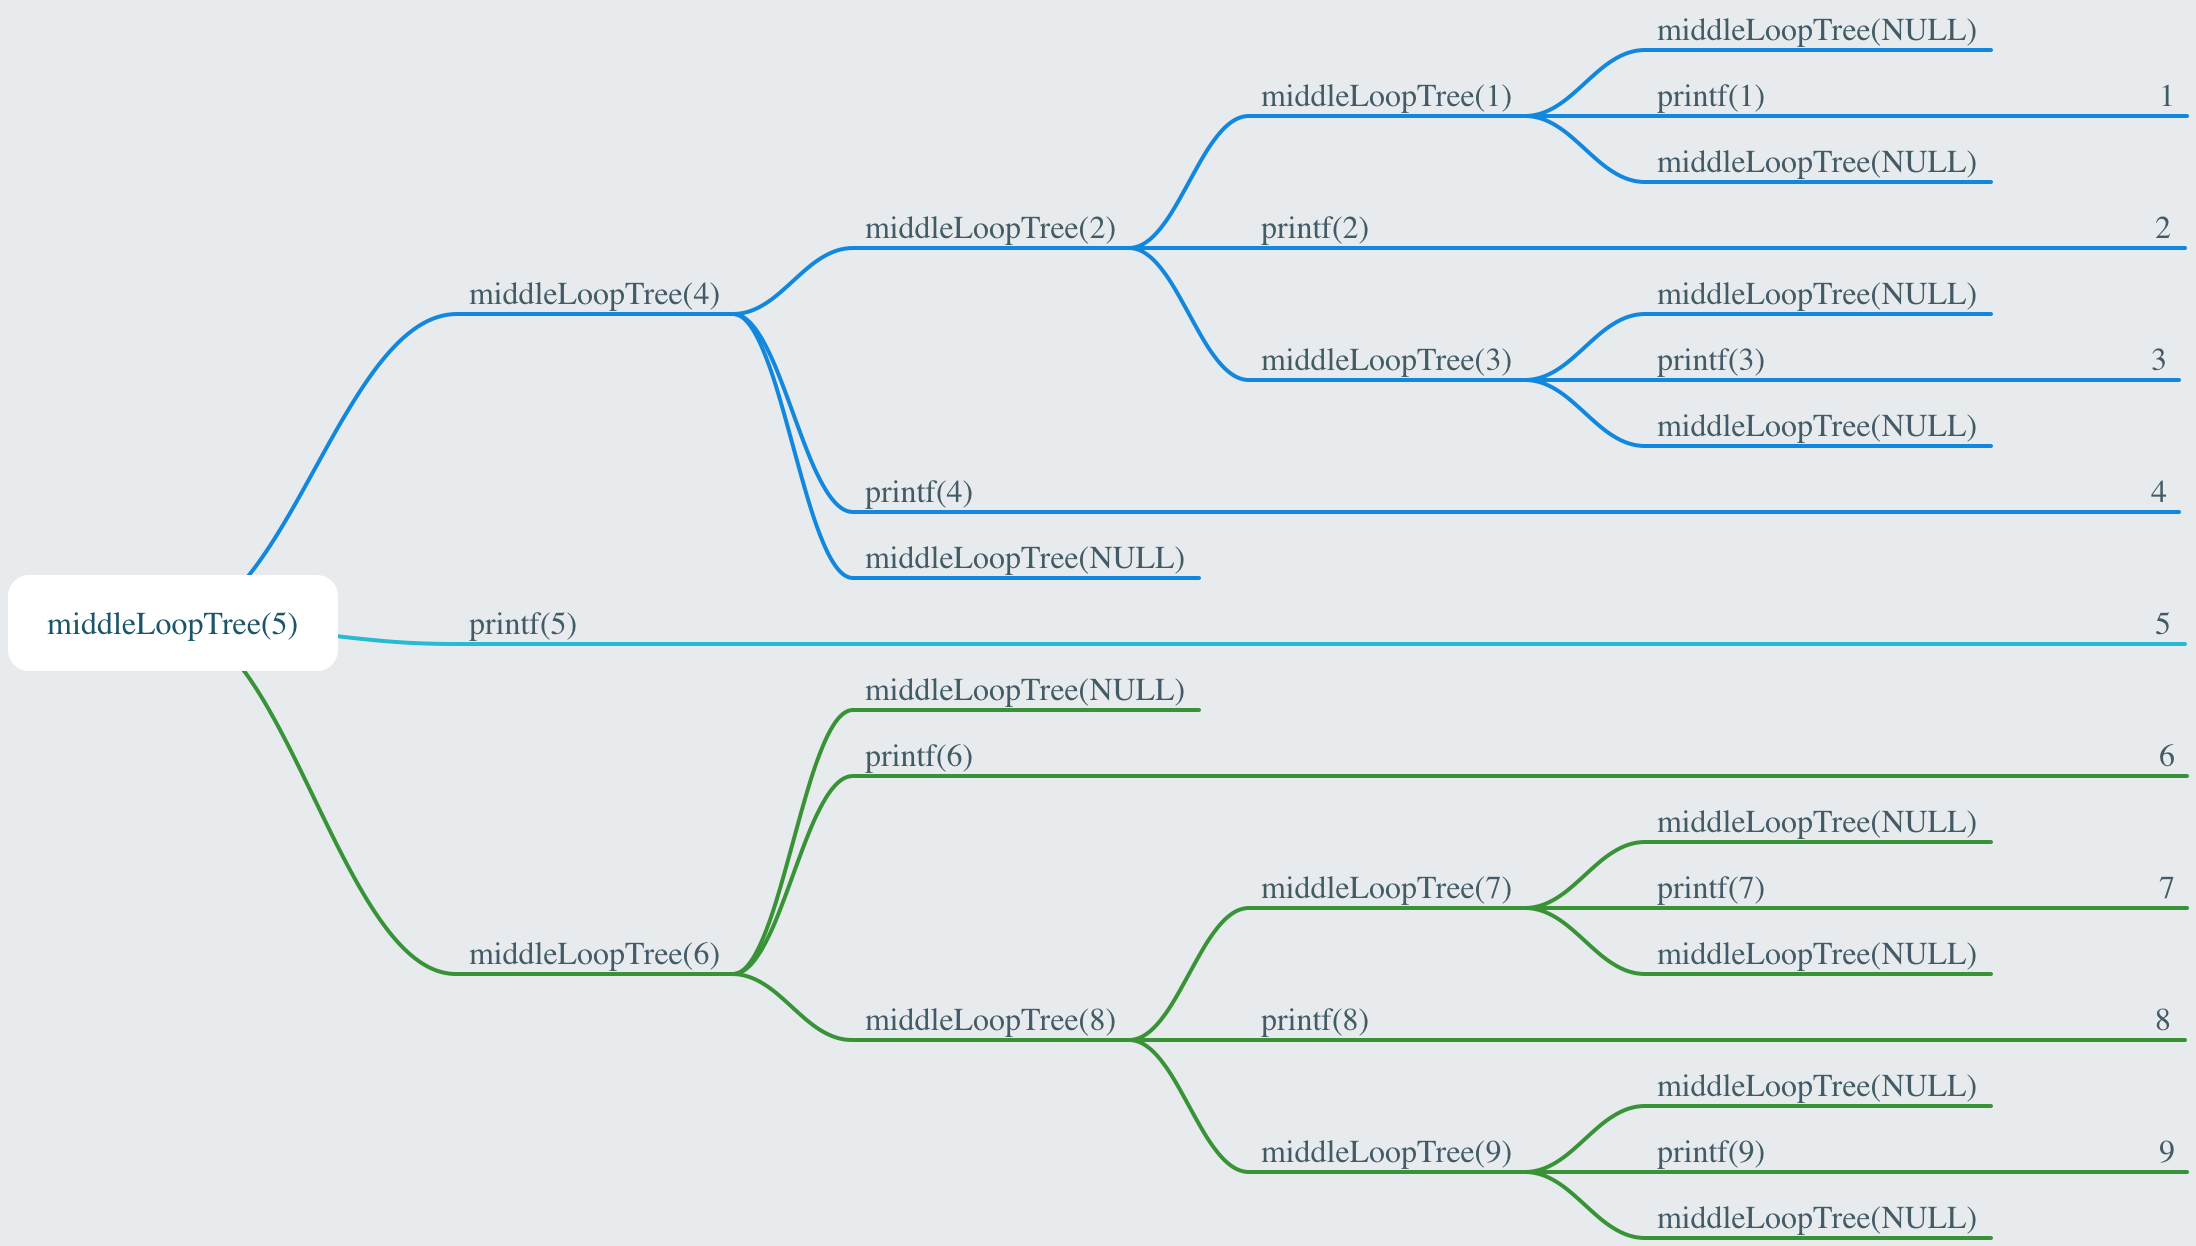 middleLoopTree(NULL)
middleLoopTree(1) printf(1) 1
middleLoopTree(NULL)
middleLoopTree(2) printf(2) 2
middleLoopTree(4) middleLoopTree(NULL)
middleLoopTree(3) printf(3) 3
middleLoopTree(NULL)
printf(4) 4
middleLoopTree(NULL)
middleLoopTree(5) printf(5) 5
middleLoopTree(NULL)
printf(6) 6
middleLoopTree(NULL)
middleLoopTree(7) printf(7) 7
middleLoopTree(6) middleLoopTree(NULL)
middleLoopTree(8) printf(8) 8
middleLoopTree(NULL)
middleLoopTree(9) printf(9) 9
middleLoopTree(NULL)